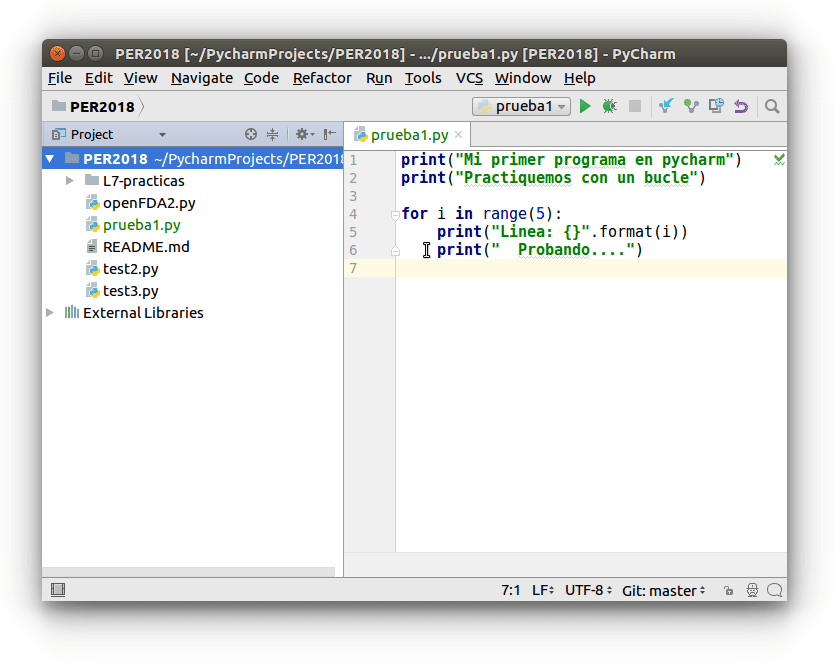 PER2018 [~/PycharmProjects/PER2018] - .../prueba1.py [PER2018] - PyCharm
File Edit View Navigate Code Refactor Run Tools VCS Window Help
PER2018 prueba1
Project
PER2018 ~/PycharmProjects/PER2018
L7-practicas
openFDA2.py
prueba1.py
README.md
test2.py
test3.py
External Libraries
prueba1.py
1 print("Mi primer programa en pycharm")
2 print("Practiquemos con un bucle")
3
4 for i in range(5):
5 print("Linea: {}".format(i))
6 print("  Probando....")
7
7:1 LF UTF-8 Git: master